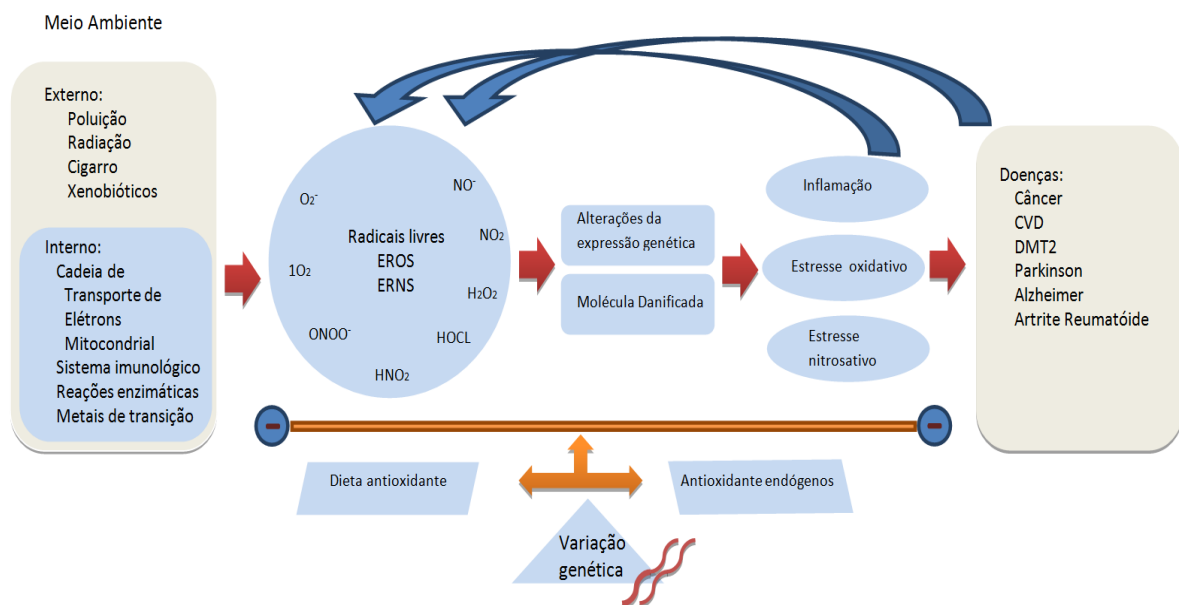 Meio Ambiente
Externo:
Poluição
Radiação
Cigarro
Xenobióticos
Interno:
Cadeia de
Transporte de
Elétrons
Mitocondrial
Sistema imunológico
Reações enzimáticas
Metais de transição
O₂⁻
NO⁻
Radicais livres
EROS
ERNS
NO₂
1O₂
H₂O₂
ONOO⁻
HOCL
HNO₂
Alterações da
expressão genética
Molécula Danificada
Inflamação
Estresse oxidativo
Estresse
nitrosativo
Doenças:
Câncer
CVD
DMT2
Parkinson
Alzheimer
Artrite Reumatóide
-
-
Dieta antioxidante
Antioxidante endógenos
Variação
genética